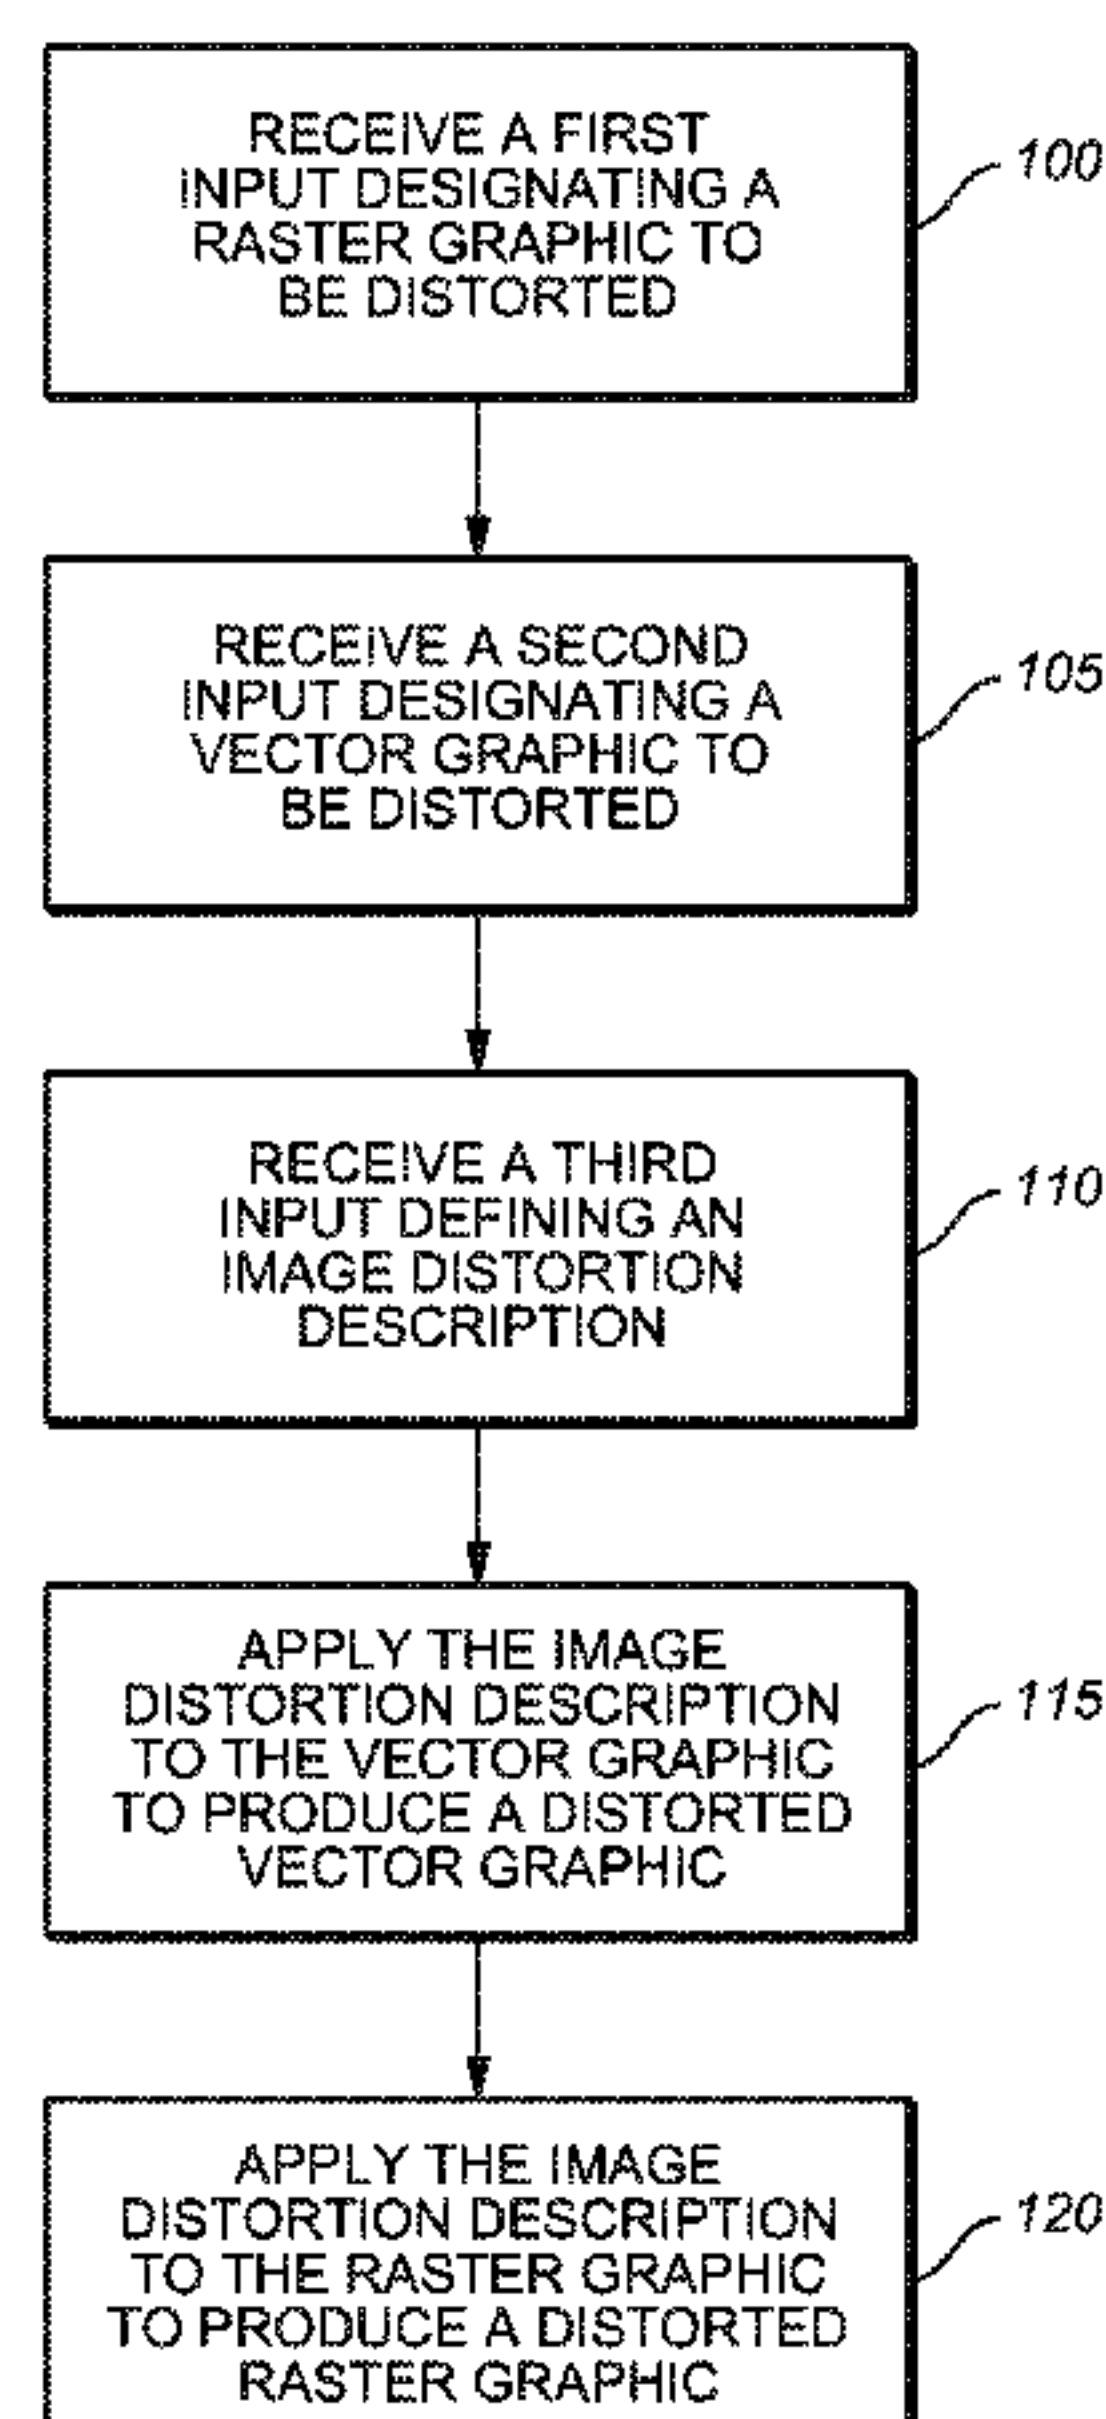 RECEIVE A FIRST
INPUT DESIGNATING A
RASTER GRAPHIC TO
BE DISTORTED
100
RECEIVE A SECOND
INPUT DESIGNATING A
VECTOR GRAPHIC TO
BE DISTORTED
105
RECEIVE A THIRD
INPUT DEFINING AN
IMAGE DISTORTION
DESCRIPTION
110
APPLY THE IMAGE
DISTORTION DESCRIPTION
TO THE VECTOR GRAPHIC
TO PRODUCE A DISTORTED
VECTOR GRAPHIC
115
APPLY THE IMAGE
DISTORTION DESCRIPTION
TO THE RASTER GRAPHIC
TO PRODUCE A DISTORTED
RASTER GRAPHIC
120